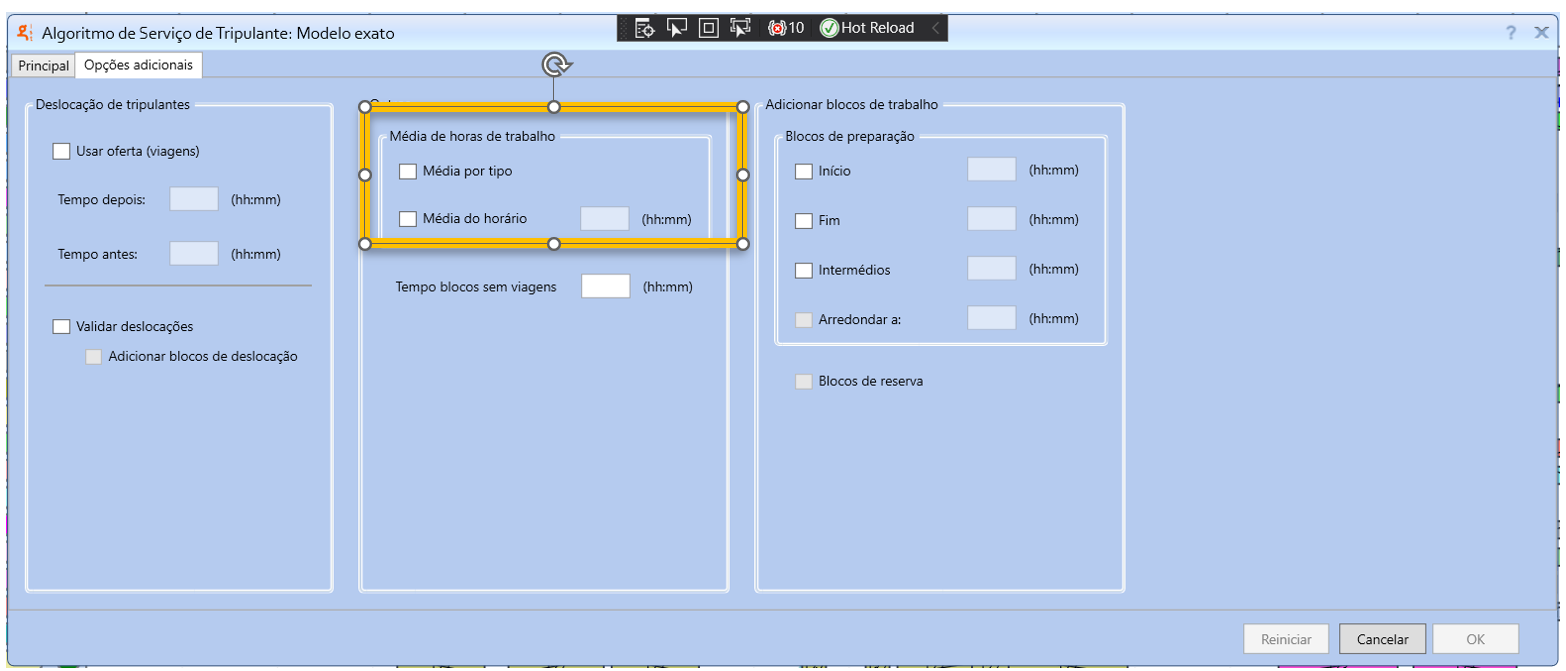 Algoritmo de Serviço de Tripulante: Modelo exato
10
Hot Reload
Principal
Opções adicionais
Deslocação de tripulantes
Usar oferta (viagens)
Tempo depois:
(hh:mm)
Tempo antes:
(hh:mm)
Validar deslocações
Adicionar blocos de deslocação
Média de horas de trabalho
Média por tipo
Média do horário
(hh:mm)
Tempo blocos sem viagens
(hh:mm)
Adicionar blocos de trabalho
Blocos de preparação
Início
(hh:mm)
Fim
(hh:mm)
Intermédios
(hh:mm)
Arredondar a:
(hh:mm)
Blocos de reserva
Reiniciar
Cancelar
OK